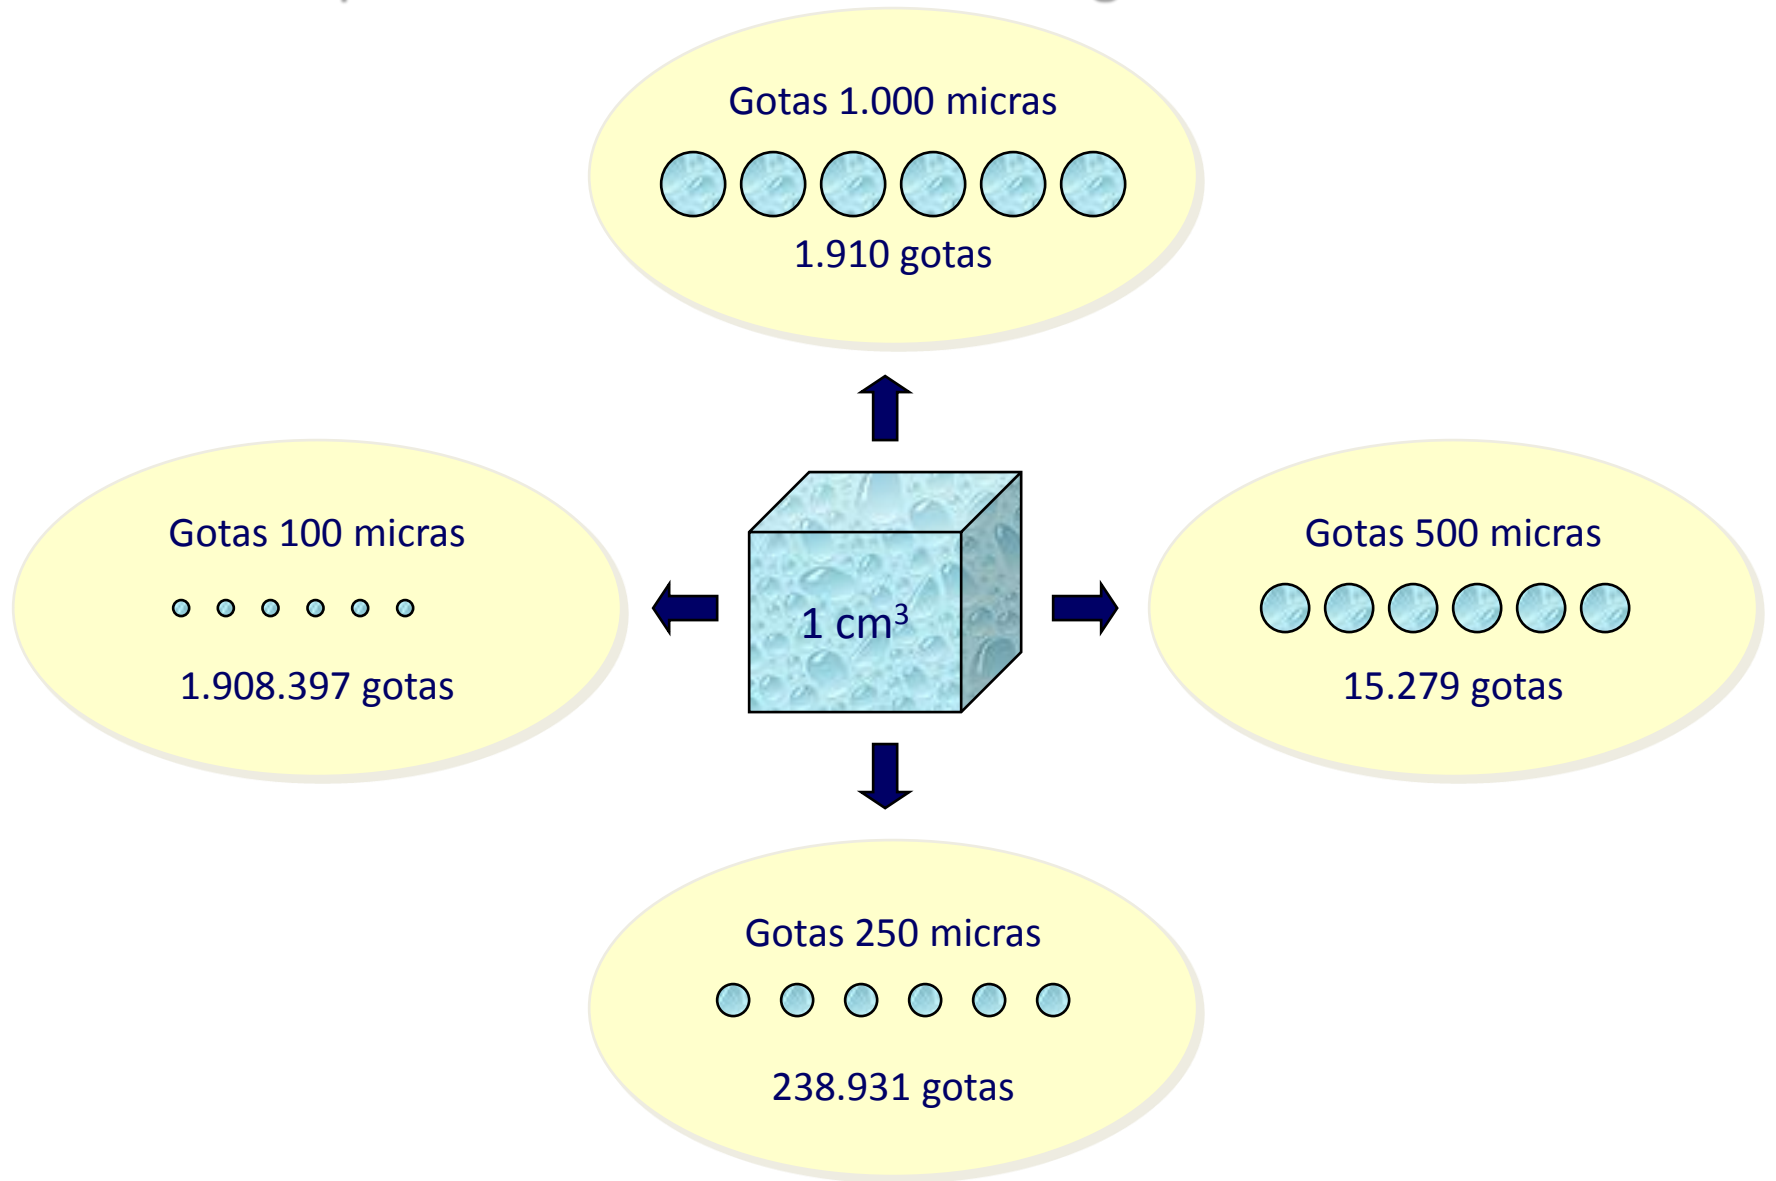 Gotas 1.000 micras
1.910 gotas
Gotas 100 micras
1.908.397 gotas
1 cm³
Gotas 500 micras
15.279 gotas
Gotas 250 micras
238.931 gotas